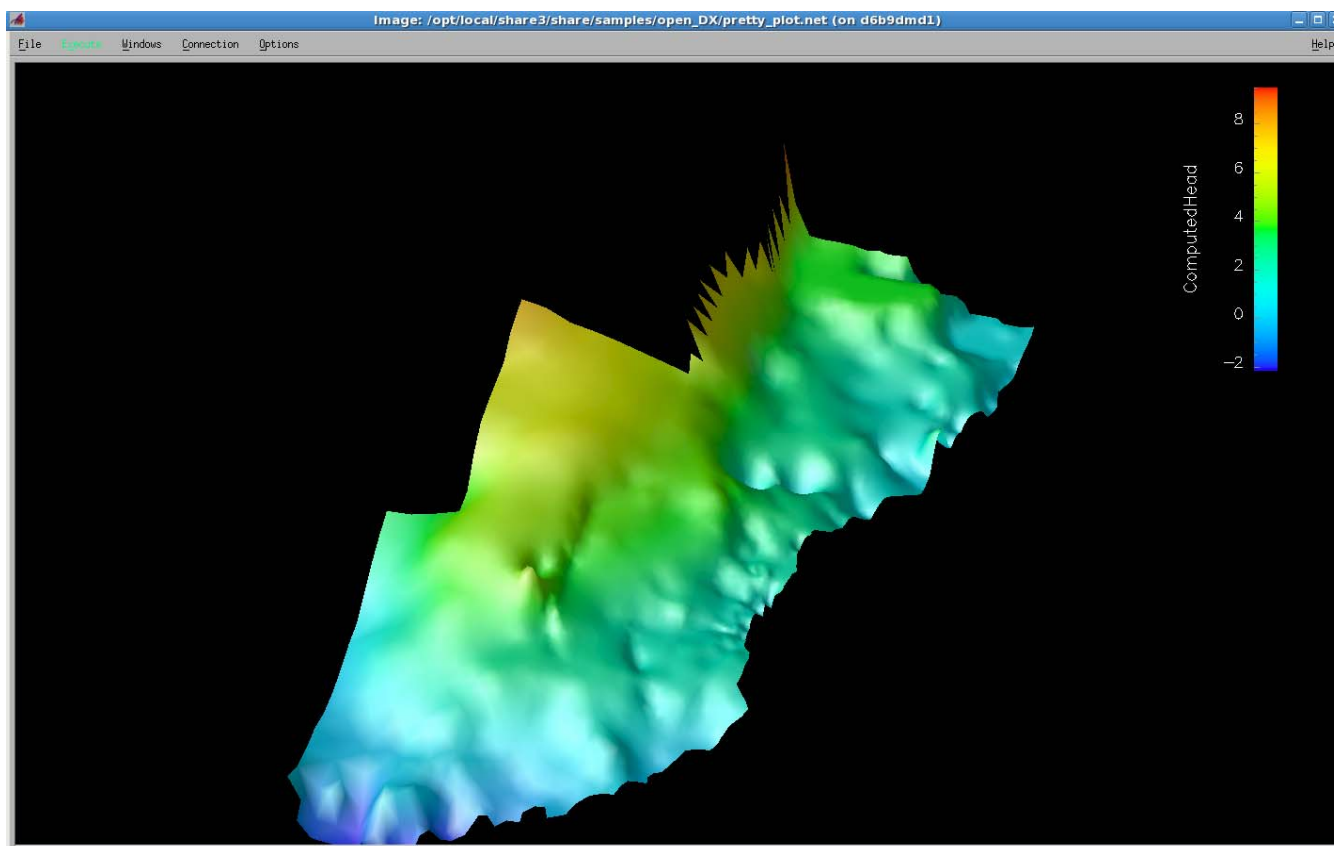 Image: /opt/local/share3/share/samples/open_DX/pretty_plot.net (on d6b9dmd1)
File Execute Windows Connection Options Help
ComputedHead
8
6
4
2
0
−2